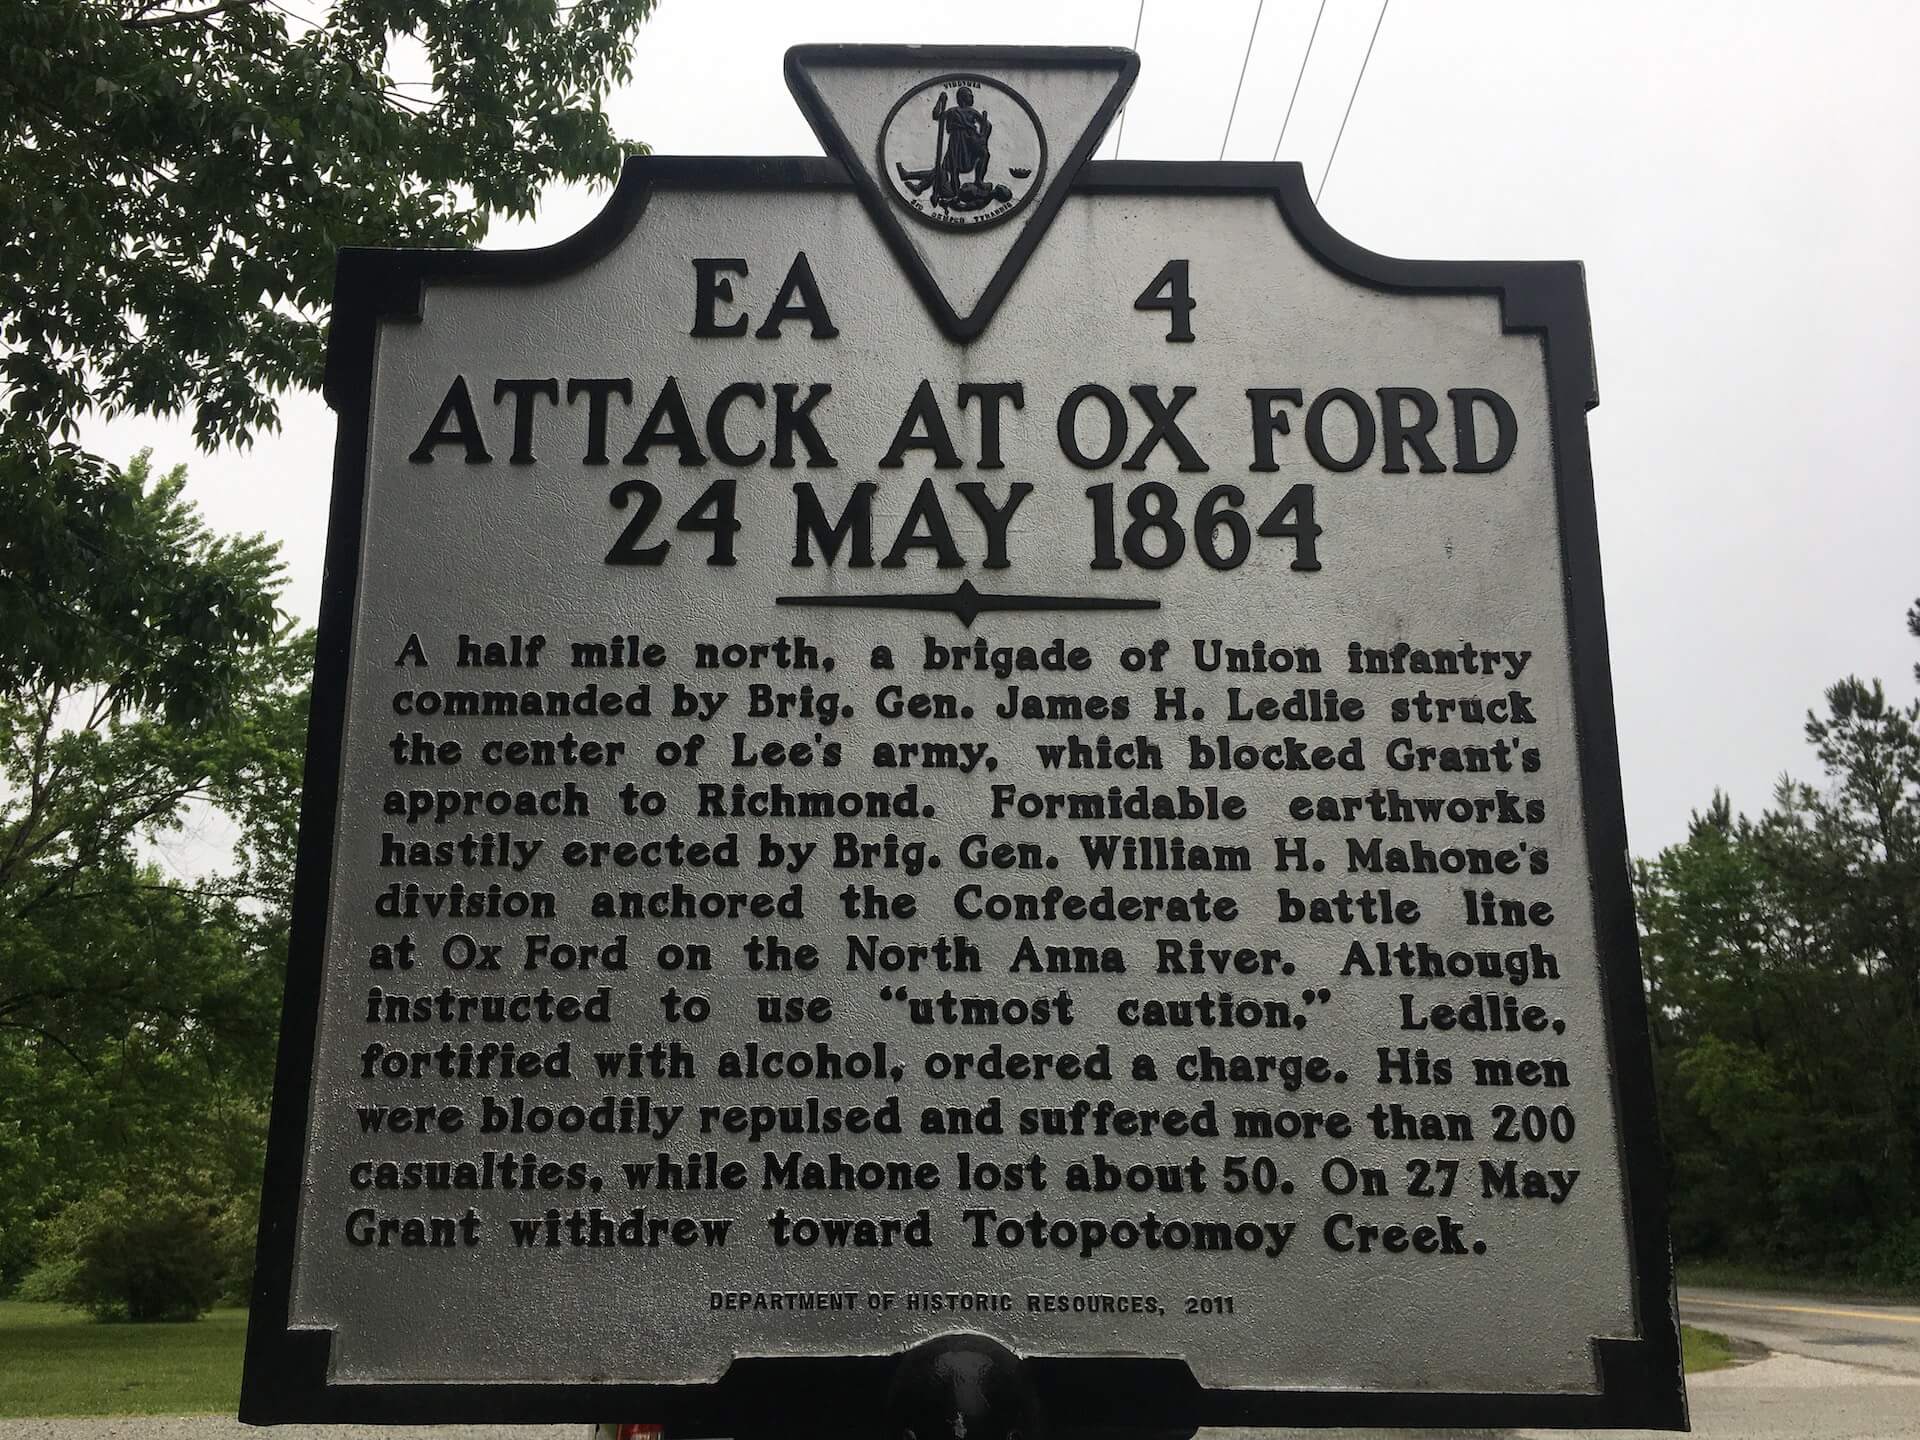 VIRGINIA
SIC SEMPER TYRANNIS
EA 4
ATTACK AT OX FORD
24 MAY 1864
A half mile north, a brigade of Union infantry
commanded by Brig. Gen. James H. Ledlie struck
the center of Lee's army, which blocked Grant's
approach to Richmond. Formidable earthworks
hastily erected by Brig. Gen. William H. Mahone's
division anchored the Confederate battle line
at Ox Ford on the North Anna River. Although
instructed to use “utmost caution,” Ledlie,
fortified with alcohol, ordered a charge. His men
were bloodily repulsed and suffered more than 200
casualties, while Mahone lost about 50. On 27 May
Grant withdrew toward Totopotomoy Creek.
DEPARTMENT OF HISTORIC RESOURCES, 2011